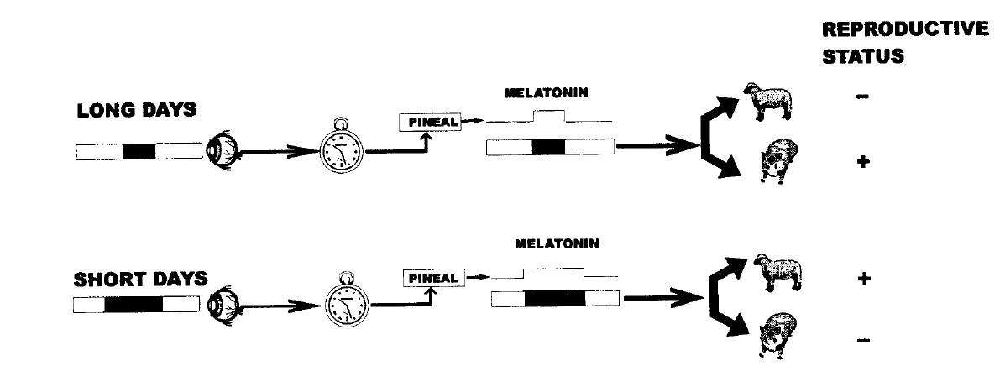 REPRODUCTIVE
STATUS
MELATONIN
LONG DAYS
PINEAL
−
+
MELATONIN
SHORT DAYS
PINEAL
+
−